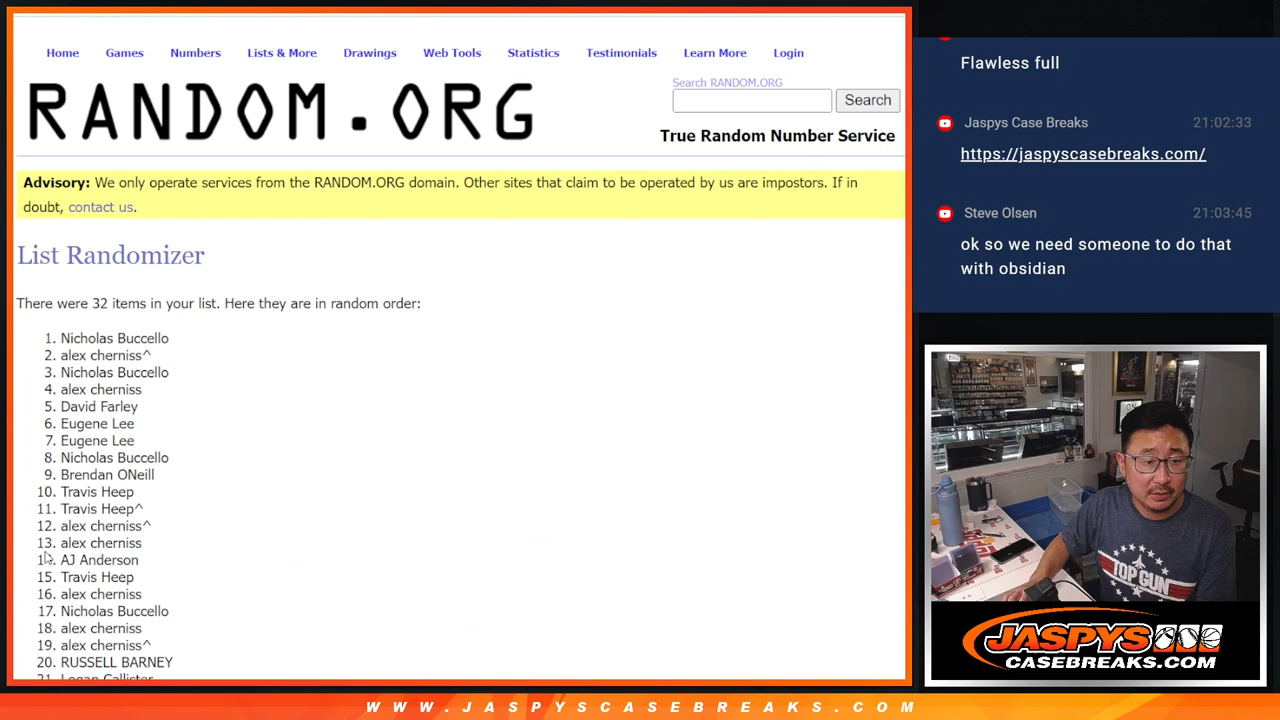 Home Games Numbers Lists & More Drawings Web Tools Statistics Testimonials Learn More Login
RANDOM.ORG
Search RANDOM.ORG
Search
True Random Number Service
Advisory: We only operate services from the RANDOM.ORG domain. Other sites that claim to be operated by us are impostors. If in
doubt, contact us.
List Randomizer
There were 32 items in your list. Here they are in random order:
1. Nicholas Buccello
2. alex cherniss^
3. Nicholas Buccello
4. alex cherniss
5. David Farley
6. Eugene Lee
7. Eugene Lee
8. Nicholas Buccello
9. Brendan ONeill
10. Travis Heep
11. Travis Heep^
12. alex cherniss^
13. alex cherniss
14. AJ Anderson
15. Travis Heep
16. alex cherniss
17. Nicholas Buccello
18. alex cherniss
19. alex cherniss^
20. RUSSELL BARNEY
21. Logan Callister
Flawless full
Jaspys Case Breaks 21:02:33
https://jaspyscasebreaks.com/
Steve Olsen 21:03:45
ok so we need someone to do that
with obsidian
TOP GUN
JASPYS
CASEBREAKS.COM
WWW.JASPYSCASEBREAKS.COM